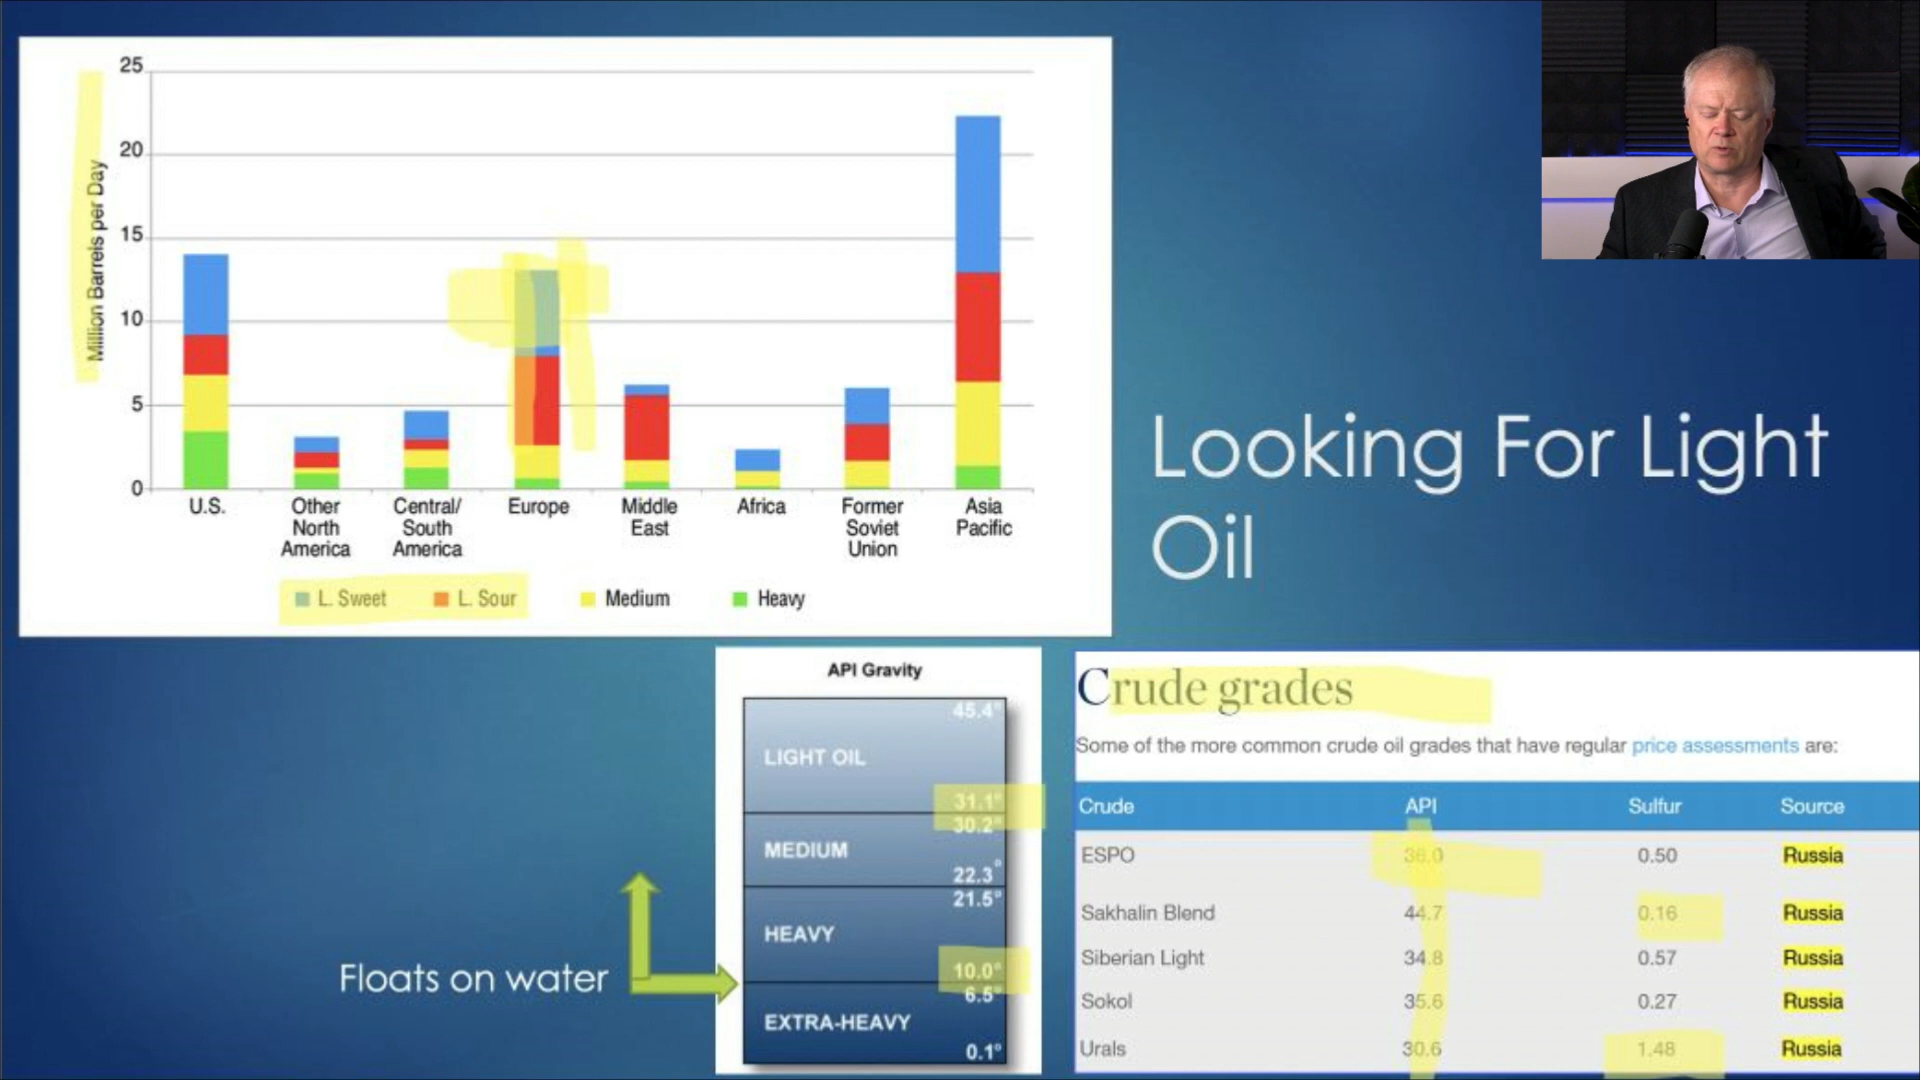 25
20
15
10
5
0
Million Barrels per Day
U.S.
Other
North
America
Central/
South
America
Europe
Middle
East
Africa
Former
Soviet
Union
Asia
Pacific
L. Sweet L. Sour Medium Heavy
Looking For Light
Oil
Floats on water
API Gravity
45.4°
LIGHT OIL
31.1°
30.2°
MEDIUM
22.3°
21.5°
HEAVY
10.0°
6.5°
EXTRA-HEAVY
0.1°
Crude grades
Some of the more common crude oil grades that have regular price assessments are:
Crude API Sulfur Source
ESPO 0.50 Russia
Sakhalin Blend 44.7 0.16 Russia
Siberian Light 34.8 0.57 Russia
Sokol 35.6 0.27 Russia
Urals 30.6 1.48 Russia